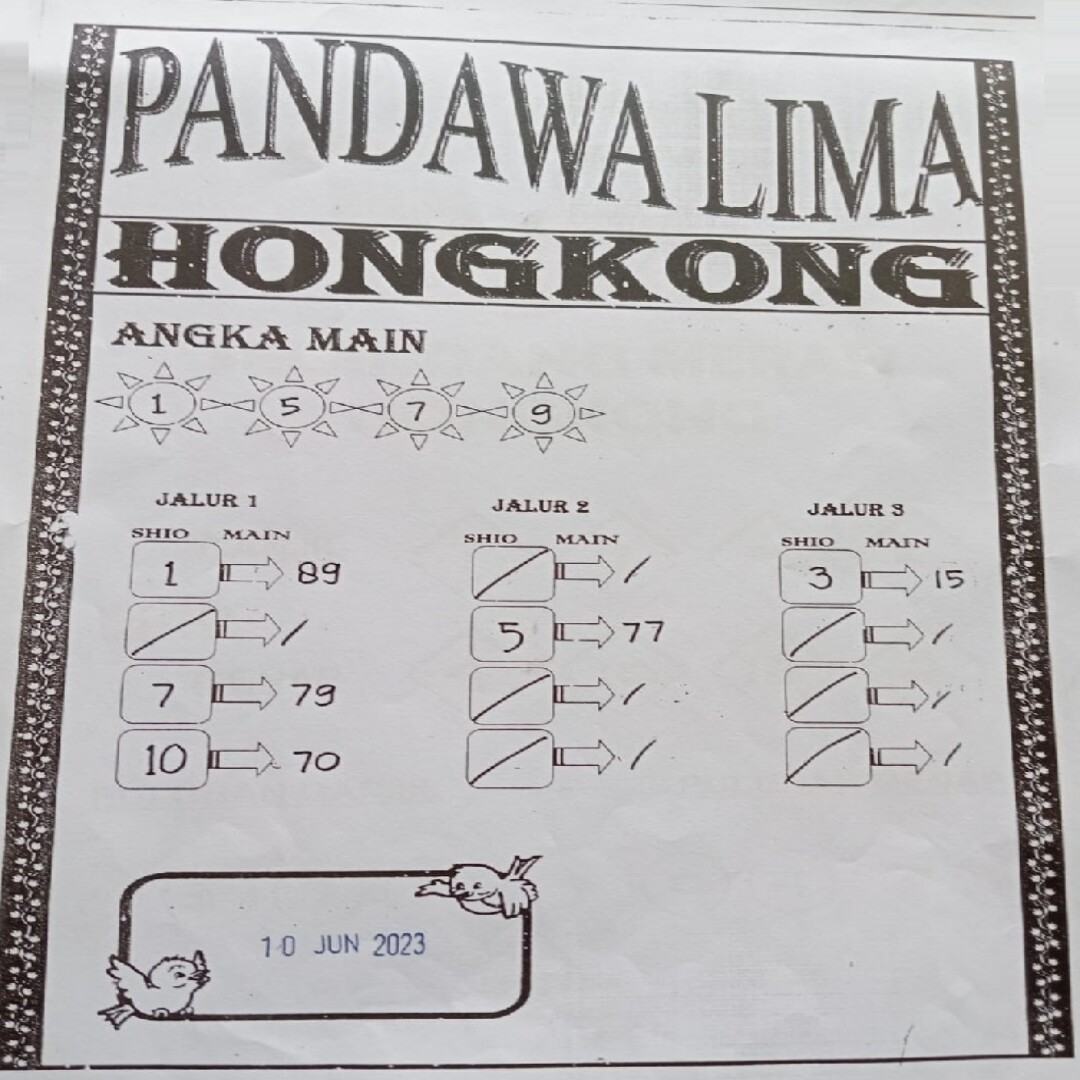 PANDAWA LIMA
HONGKONG
ANGKA MAIN
1 5 7 9
JALUR 1 JALUR 2 JALUR 3
SHIO MAIN SHIO MAIN SHIO MAIN
1 89 / / 3 15
/ / 5 77 / /
7 79 / / / /
10 70 / / / /
10 JUN 2023